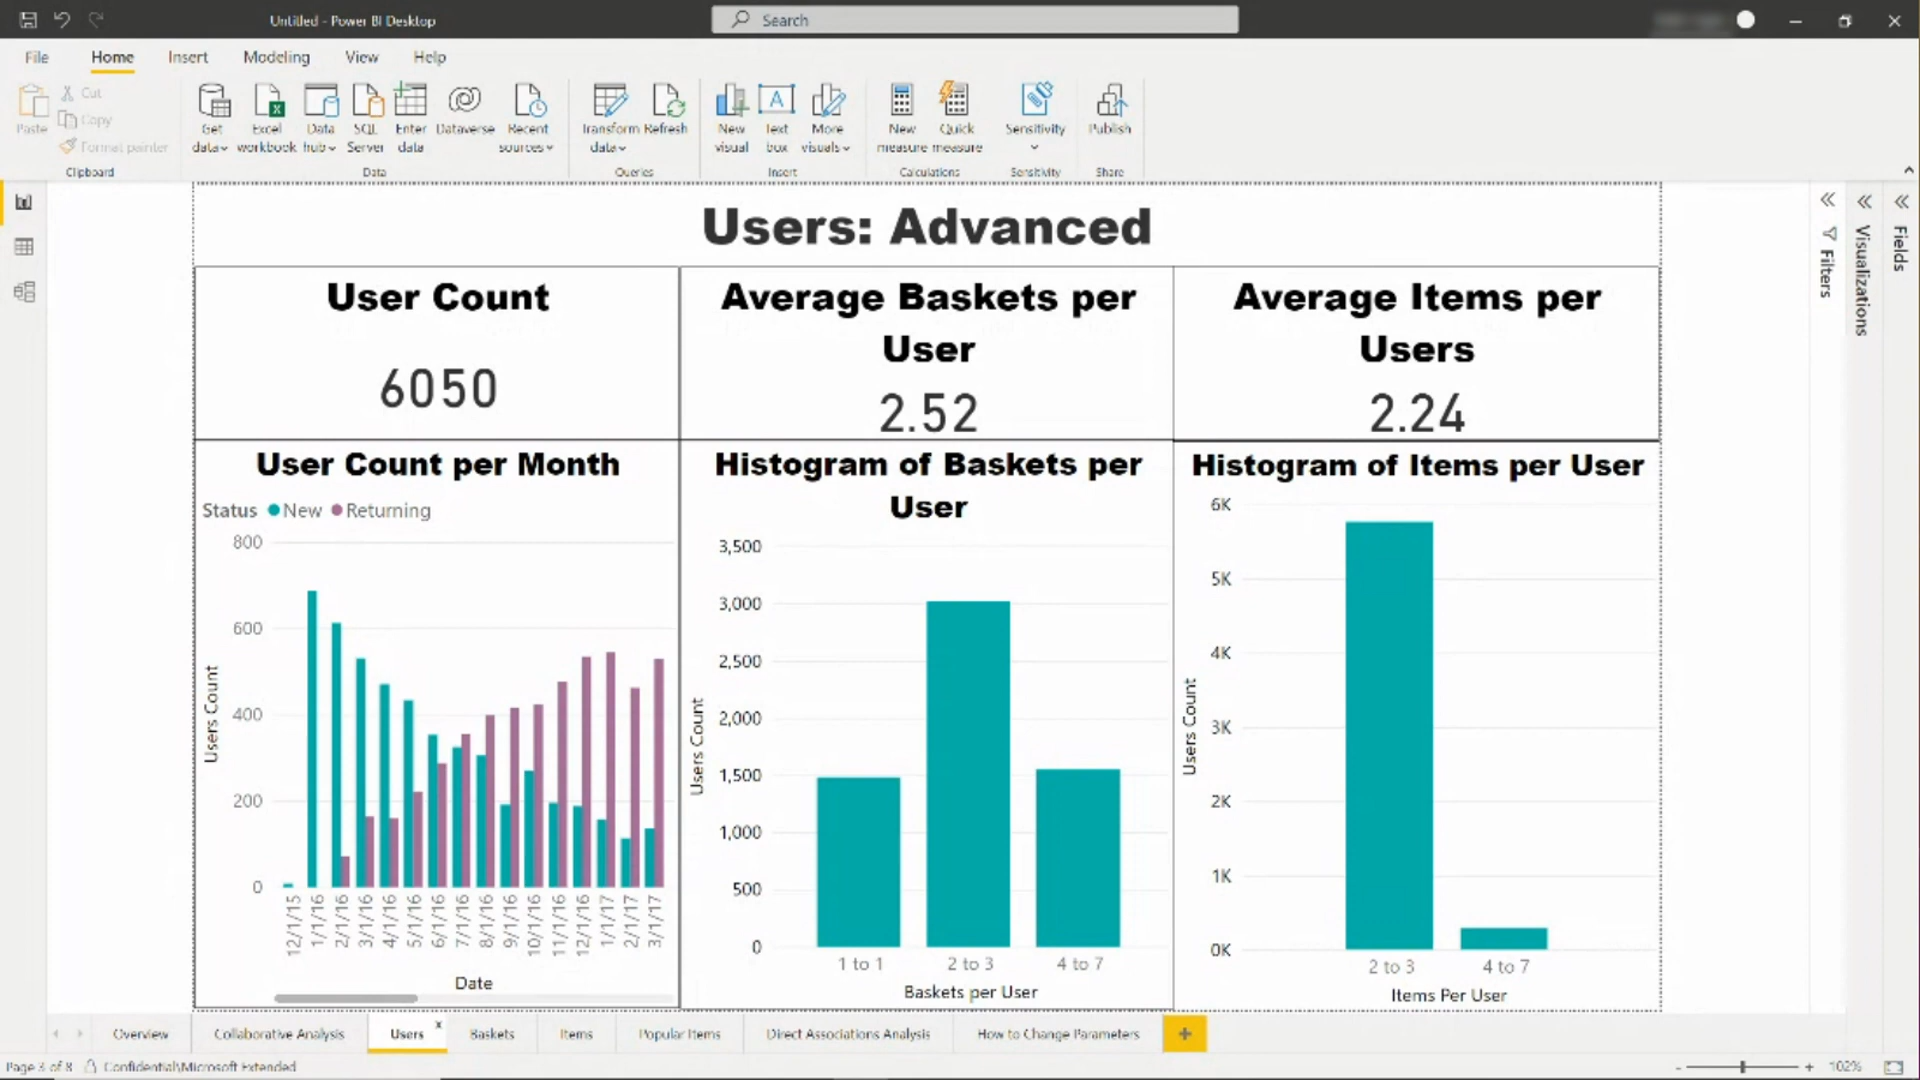 Untitled - Power BI Desktop
Search
File Home Insert Modeling View Help
Paste
Cut
Copy
Format painter
Clipboard
Get data
Excel workbook
Data hub
SQL Server
Enter data
Dataverse
Recent sources
Data
Transform data
Refresh
Queries
New visual
Text box
More visuals
Insert
New measure
Quick measure
Calculations
Sensitivity
Sensitivity
Publish
Share
Users: Advanced
User Count
6050
Average Baskets per
User
2.52
Average Items per
Users
2.24
User Count per Month
Status New Returning
Users Count
800
600
400
200
0
12/1/15
1/1/16
2/1/16
3/1/16
4/1/16
5/1/16
6/1/16
7/1/16
8/1/16
9/1/16
10/1/16
11/1/16
12/1/16
1/1/17
2/1/17
3/1/17
Date
Histogram of Baskets per
User
Users Count
3,500
3,000
2,500
2,000
1,500
1,000
500
0
1 to 1
2 to 3
4 to 7
Baskets per User
Histogram of Items per User
Users Count
6K
5K
4K
3K
2K
1K
0K
2 to 3
4 to 7
Items Per User
Filters
Visualizations
Fields
Overview
Collaborative Analysis
Users x
Baskets
Items
Popular Items
Direct Associations Analysis
How to Change Parameters
+
Page 3 of 8
Confidential\Microsoft Extended
- + 102%